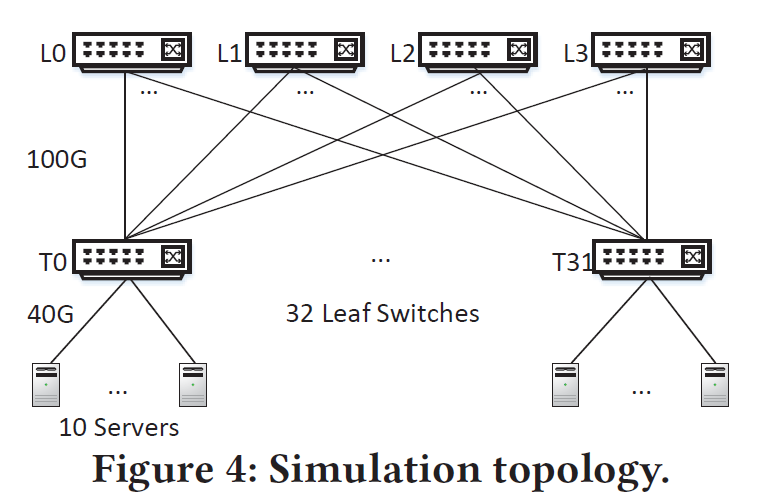 L0 L1 L2 L3
... ... ... ...
100G
T0 ... T31
40G
32 Leaf Switches
... ...
10 Servers
Figure 4: Simulation topology.